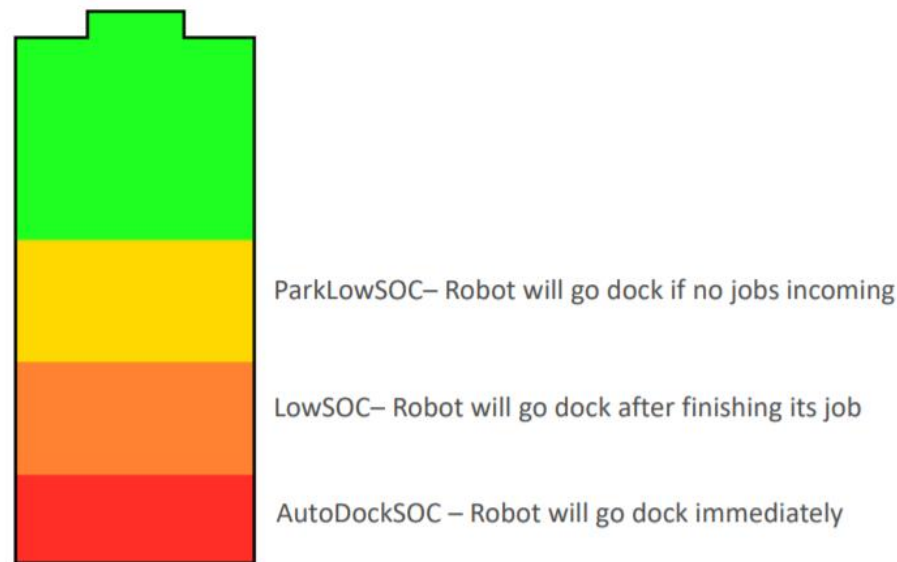 ParkLowSOC– Robot will go dock if no jobs incoming
LowSOC– Robot will go dock after finishing its job
AutoDockSOC – Robot will go dock immediately